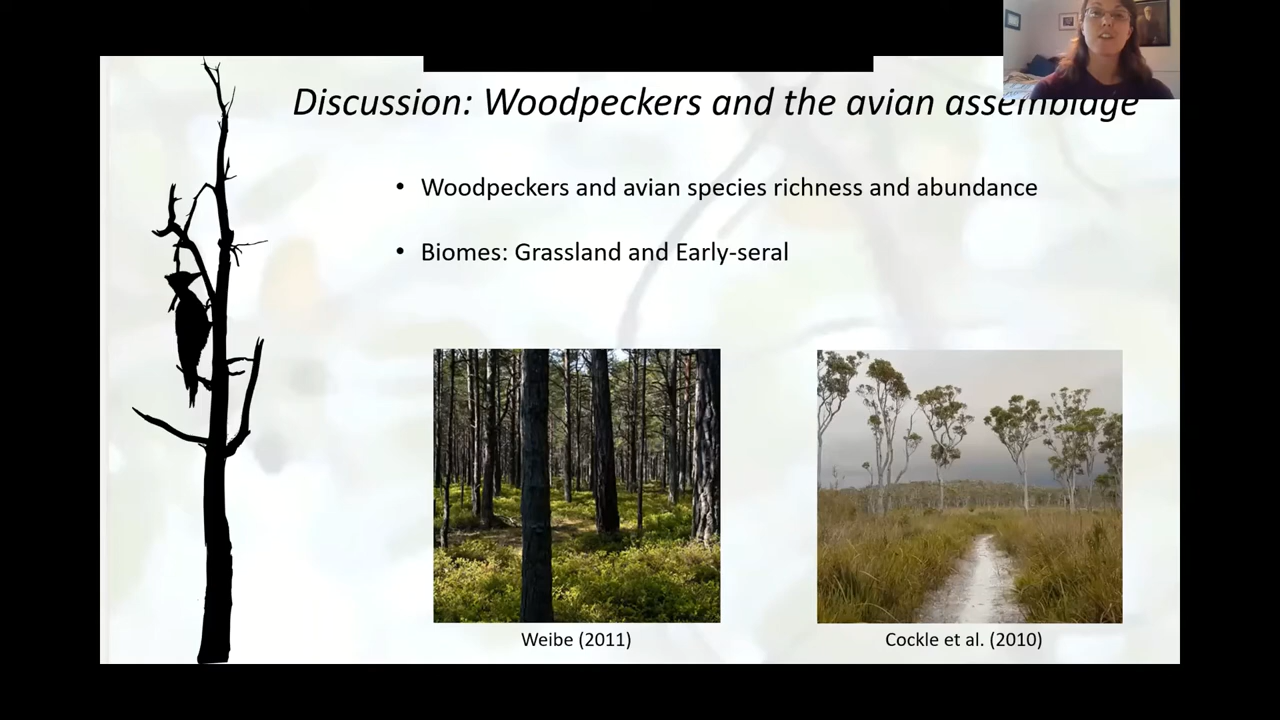 Discussion: Woodpeckers and the avian assemblage
• Woodpeckers and avian species richness and abundance
• Biomes: Grassland and Early-seral
Weibe (2011)
Cockle et al. (2010)